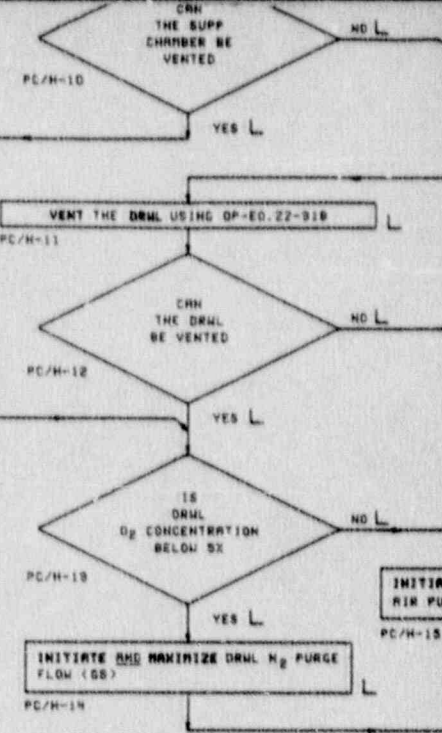 CAN
THE SUPP
CHAMBER BE
VENTED
NO
PC/H-10
YES
VENT THE DRWL USING OP-EO.22-318
PC/H-11
CAN
THE DRWL
BE VENTED
NO
PC/H-12
YES
IS
DRWL
O2 CONCENTRATION
BELOW 5%
NO
PC/H-13
INITIA
AIR PU
YES
PC/H-15
INITIATE AND MAXIMIZE DRWL N2 PURGE
FLOW (GS)
PC/H-14